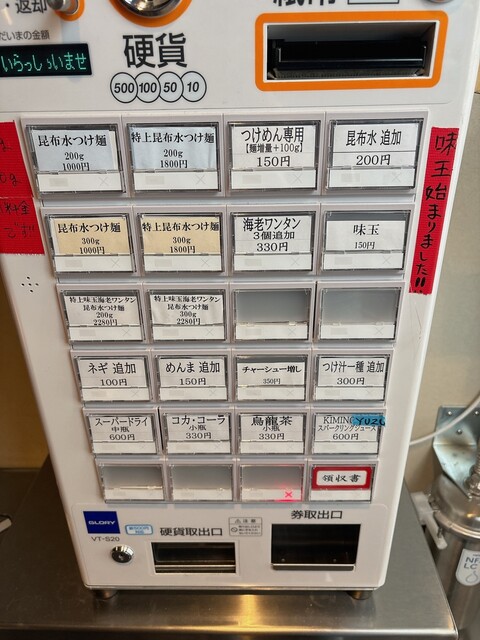 ・返却
硬貨
だいまの金額
いらっしゃいませ
500 100 50 10
昆布水つけ麺
200g
1000円
特上昆布水つけ麺
200g
1800円
つけめん専用
【麺増量+100g】
150円
昆布水 追加
200円
昆布水つけ麺
300g
1000円
特上昆布水つけ麺
300g
1800円
海老ワンタン
3個追加
330円
味玉
150円
味玉始りました!!
特上味玉海老ワンタン
昆布水つけ麺
200g
2280円
特上味玉海老ワンタン
昆布水つけ麺
300g
2280円
ネギ 追加
100円
めんま 追加
150円
チャーシュー増し
350円
つけ汁一種 追加
300円
スーパードライ
中瓶
600円
コカ・コーラ
小瓶
330円
烏龍茶
小瓶
330円
KIMINO YUZU
スパークリングジュース
600円
領収書
GLORY
VT-S20
硬貨取出口
注意
券取出口